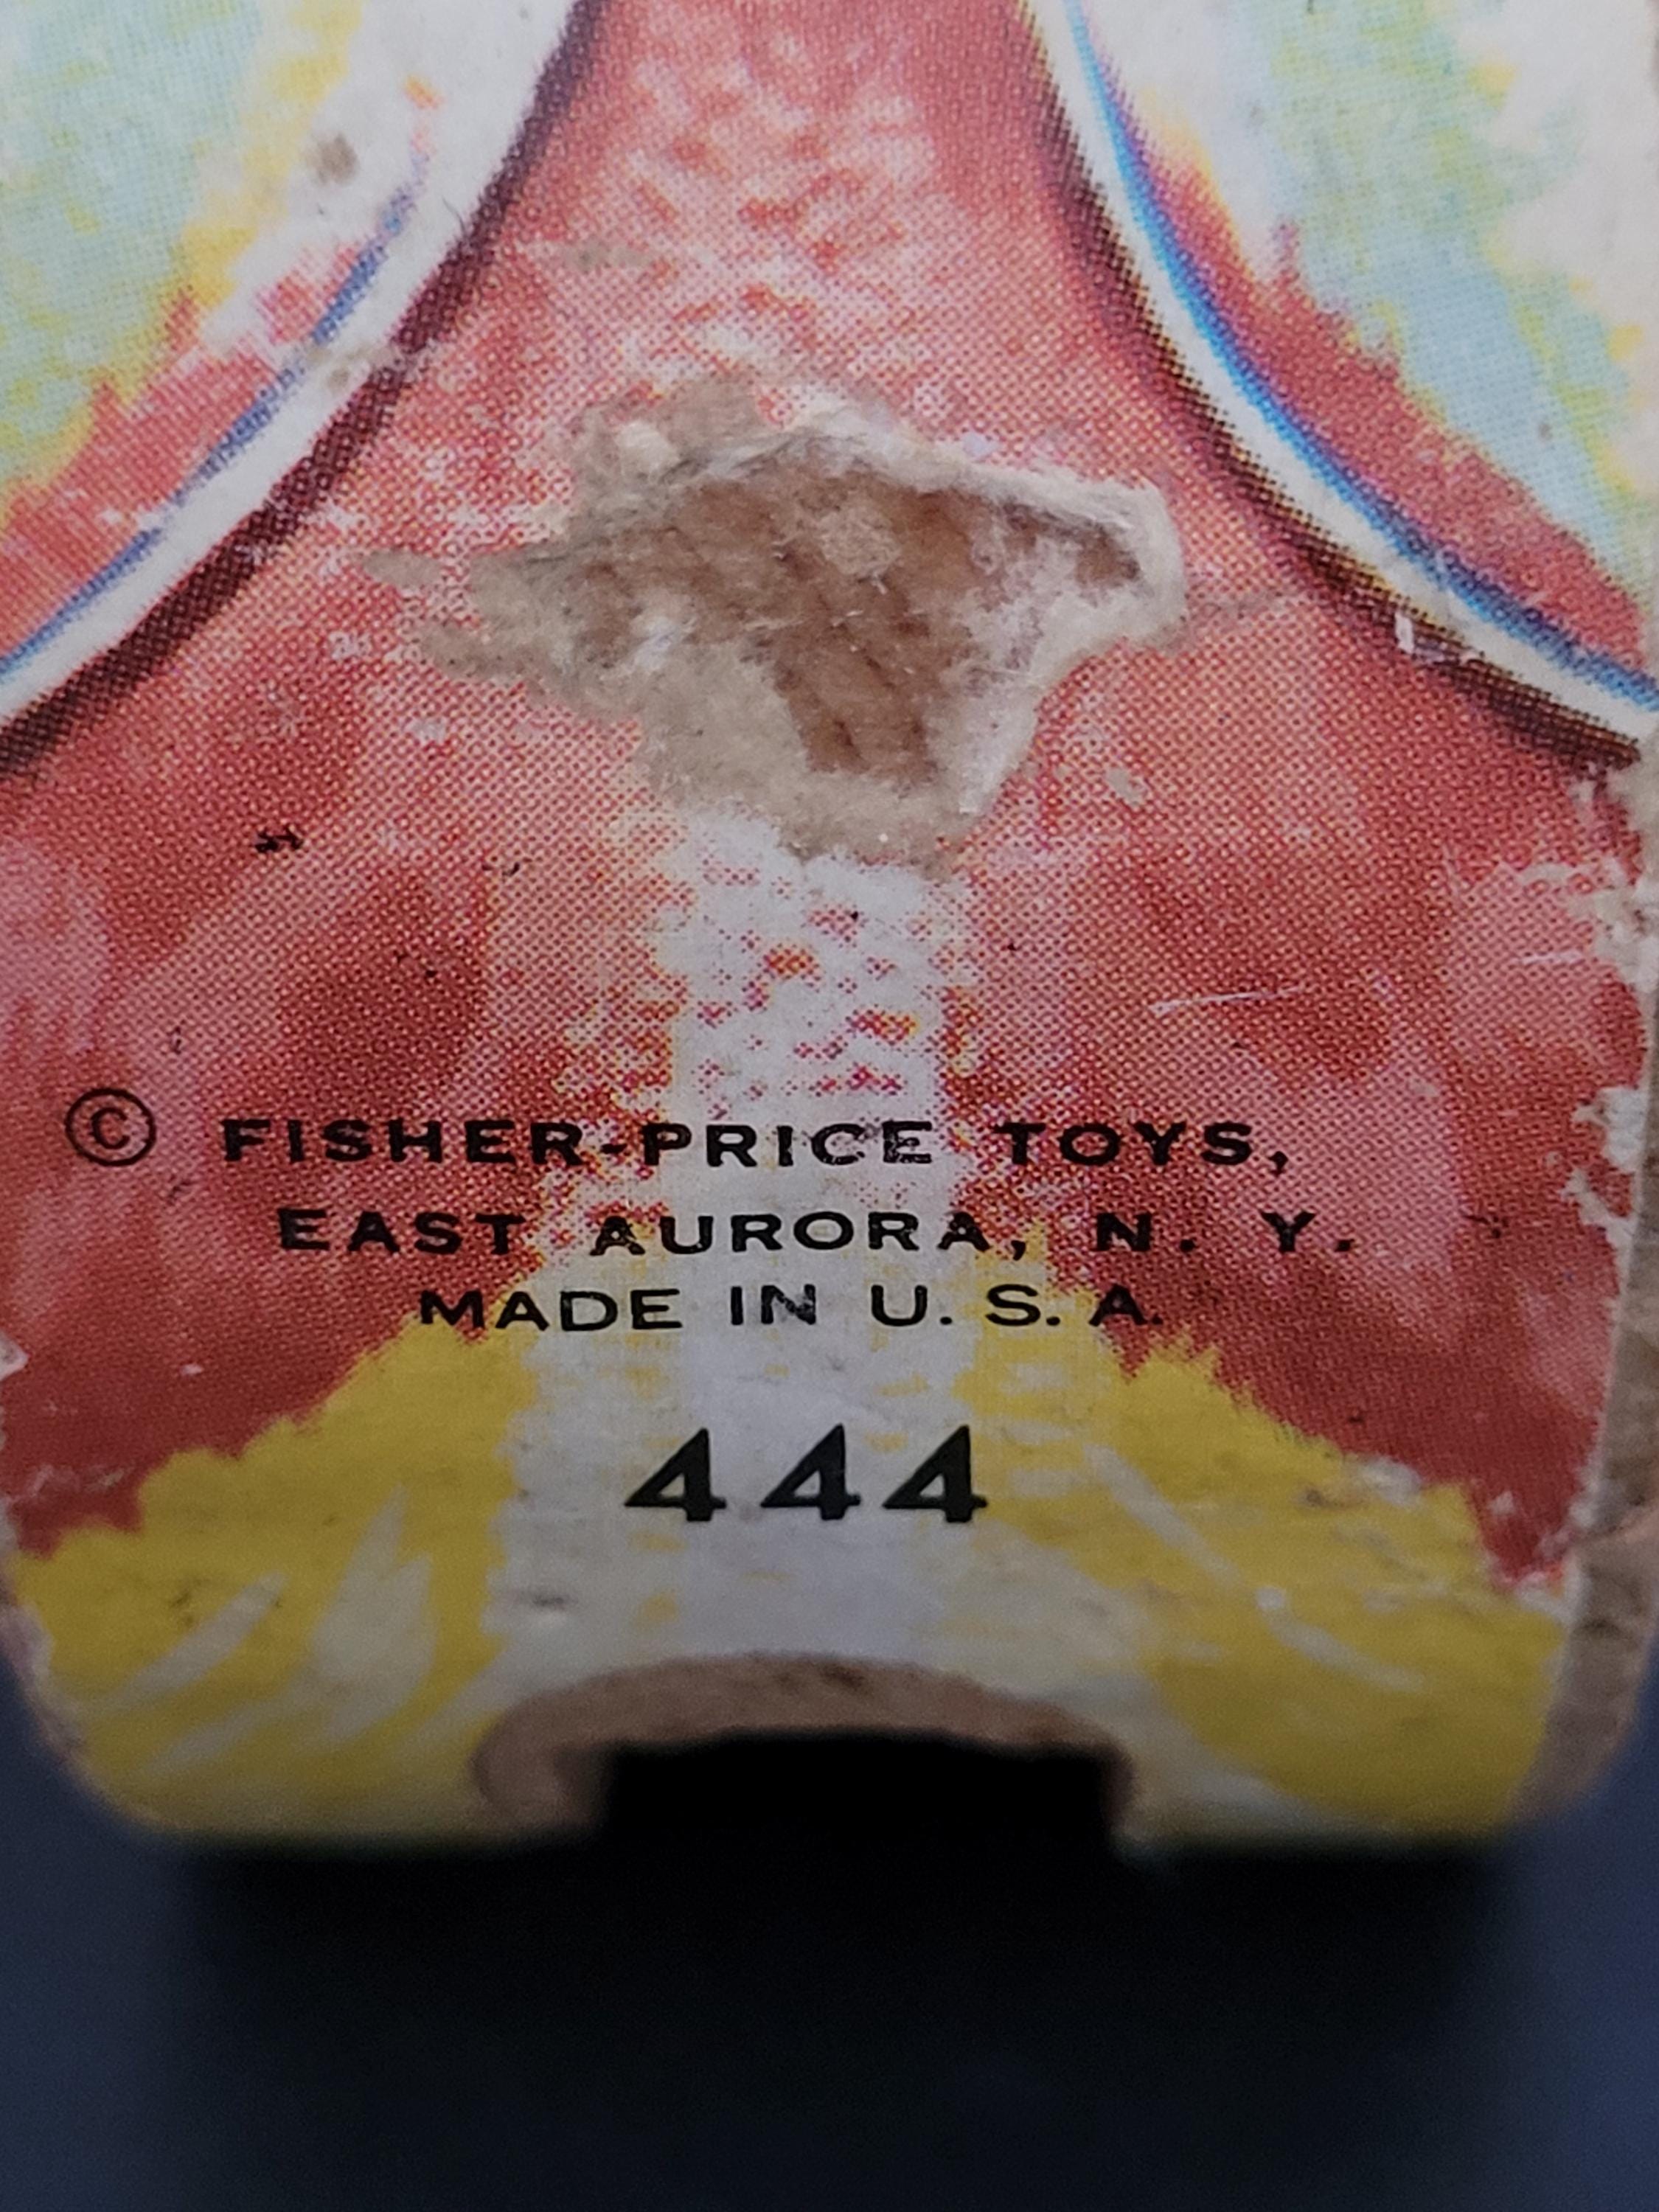 © FISHER-PRICE TOYS,
EAST AURORA, N. Y.
MADE IN U. S. A.
444